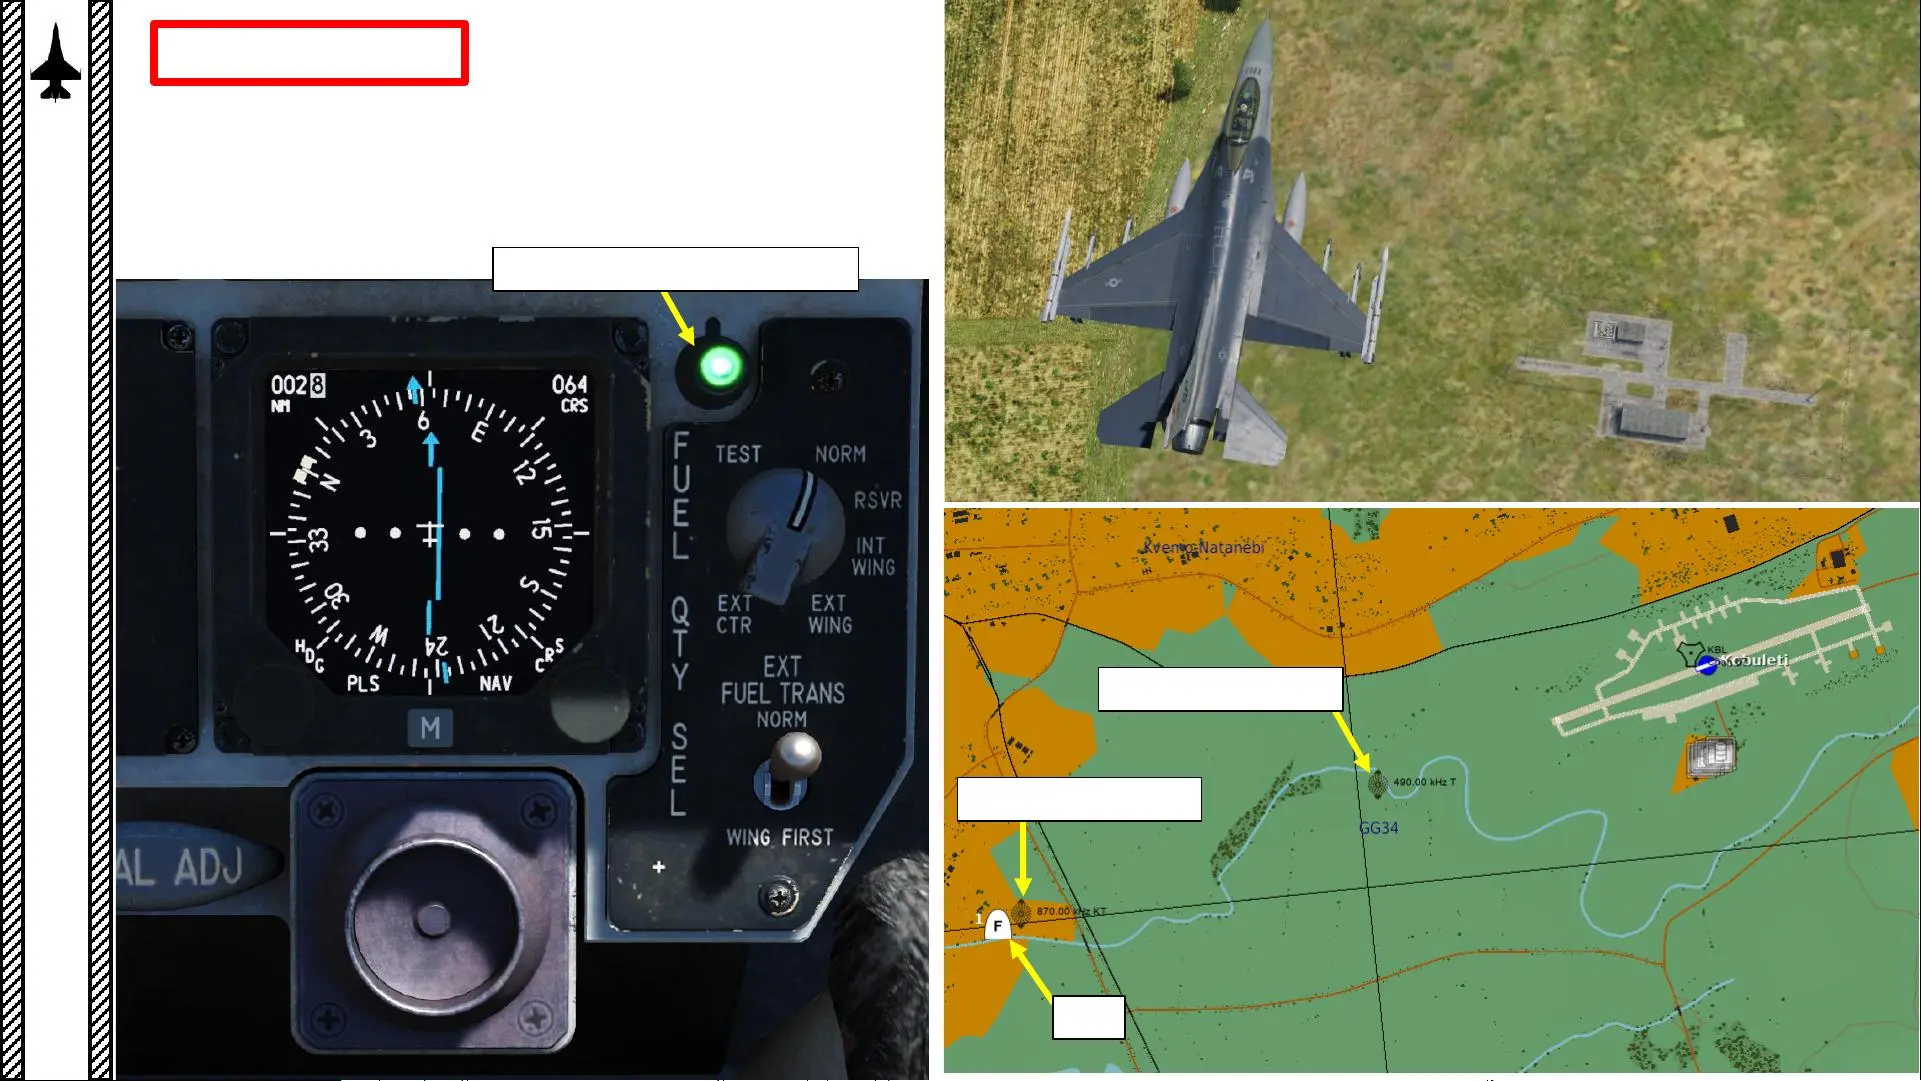 0028
NM
064
CRS
N
3
6
E
12
15
S
21
24
W
30
33
HDG
CRS
PLS
NAV
M
FUEL QTY SEL
TEST
NORM
RSVR
INT
WING
EXT
WING
EXT
CTR
EXT
FUEL TRANS
NORM
WING FIRST
AL ADJ
Kvemo-Natanebi
KBL
Kobuleti
490.00 kHz T
GG34
870.00 kHz KT
1
F